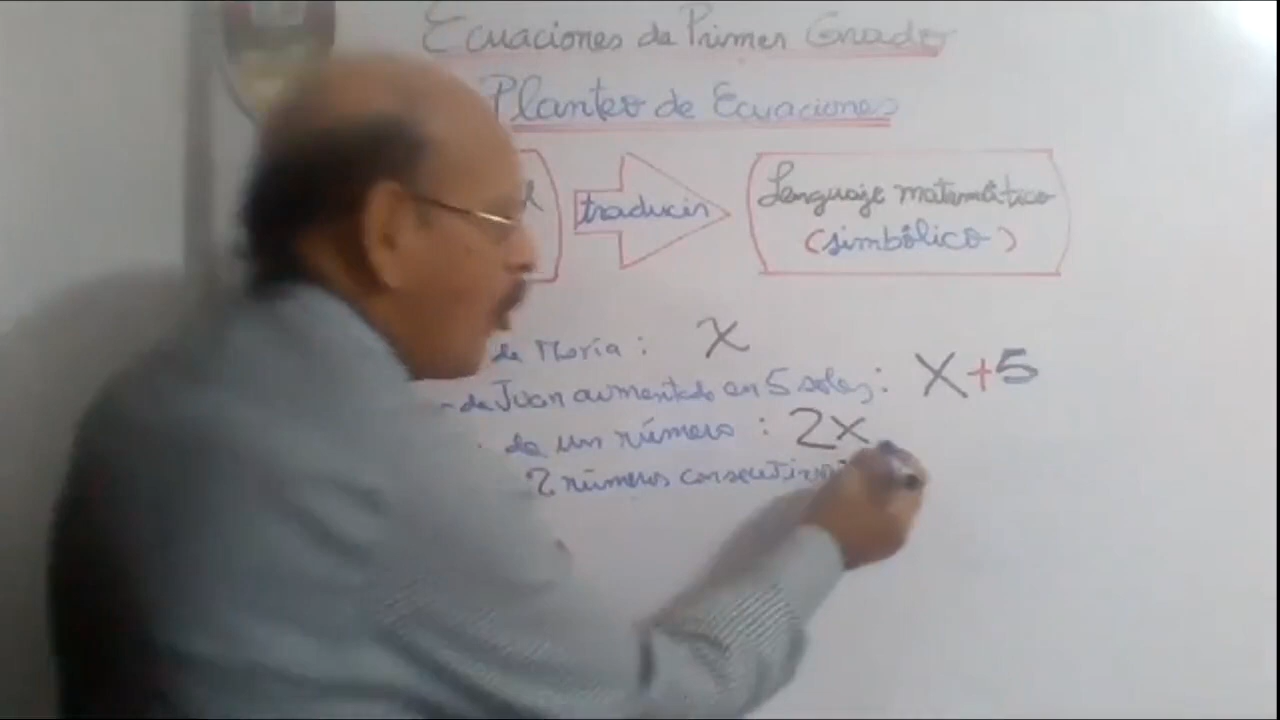 Ecuaciones de Primer Grado
Planteo de Ecuaciones
traducir
Lenguaje matemático
(simbólico)
de María : x
de Juan aumentado en 5 soles : x+5
de un número : 2x
2 números consecutivos